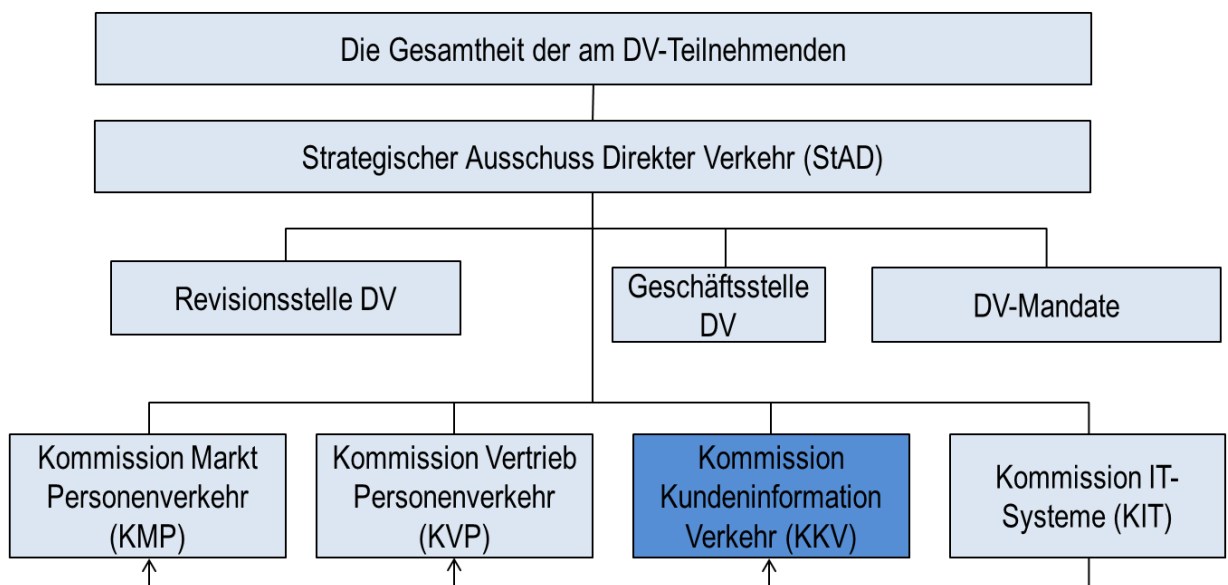 Die Gesamtheit der am DV-Teilnehmenden
Strategischer Ausschuss Direkter Verkehr (StAD)
Revisionsstelle DV
Geschäftsstelle
DV
DV-Mandate
Kommission Markt
Personenverkehr
(KMP)
Kommission Vertrieb
Personenverkehr
(KVP)
Kommission
Kundeninformation
Verkehr (KKV)
Kommission IT-
Systeme (KIT)